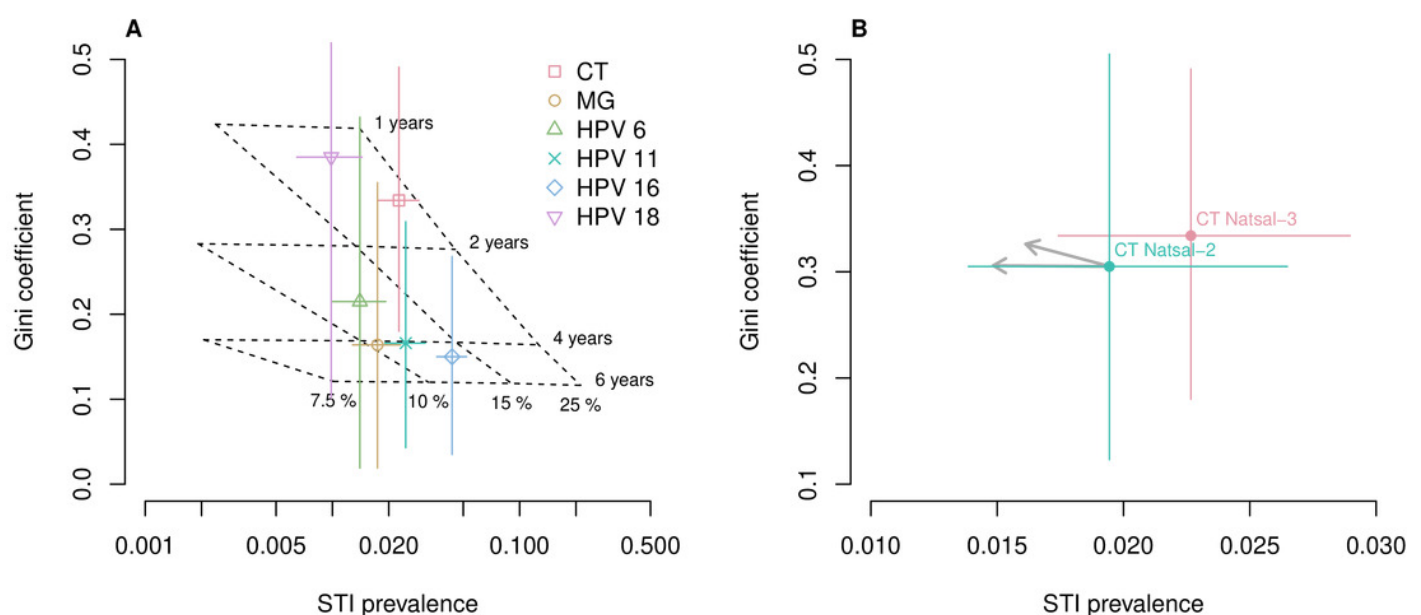 A
0.5
0.4
0.3
0.2
0.1
0.0
Gini coefficient
CT
MG
HPV 6
HPV 11
HPV 16
HPV 18
1 years
2 years
4 years
6 years
7.5 % 10 % 15 % 25 %
0.001 0.005 0.020 0.100 0.500
STI prevalence
B
0.5
0.4
0.3
0.2
0.1
Gini coefficient
CT Natsal−3
CT Natsal−2
0.010 0.015 0.020 0.025 0.030
STI prevalence